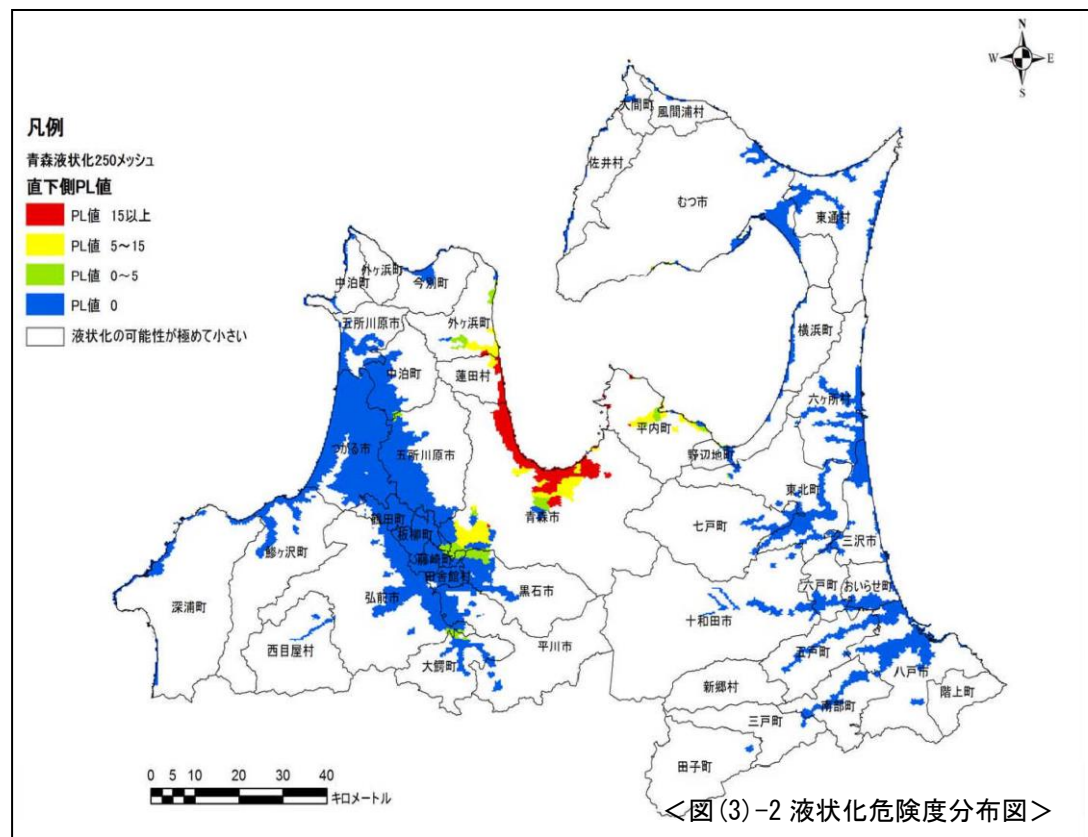 N
W E
S
凡例
青森液状化250メッシュ
直下側PL値
PL値 15以上
PL値 5～15
PL値 0～5
PL値 0
液状化の可能性が極めて小さい
大間町
風間浦村
佐井村
むつ市
東通村
外ヶ浜町
中泊町
今別町
五所川原市
外ヶ浜町
横浜町
中泊町
蓬田村
六ヶ所村
平内町
つがる市
五所川原市
野辺地町
東北町
青森市
七戸町
鶴田町
板柳町
三沢市
鯵ヶ沢町
藤崎町
田舎館村
黒石市
六戸町
おいらせ町
深浦町
弘前市
十和田市
西目屋村
平川市
五戸町
大鰐町
八戸市
新郷村
階上町
南部町
三戸町
田子町
0 5 10 20 30 40
キロメートル
＜図(3)-2 液状化危険度分布図＞